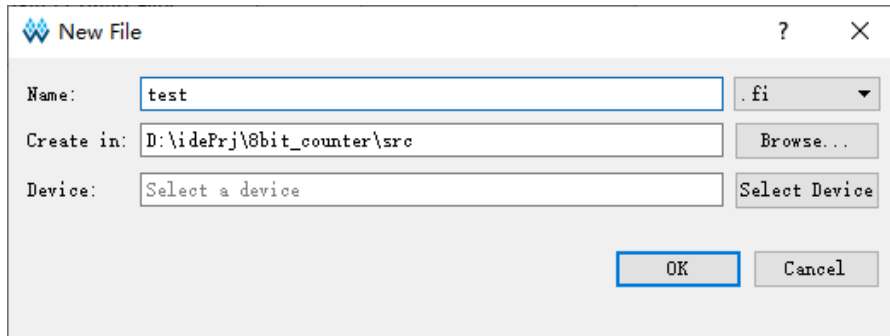 New File
Name: test .fi
Create in: D:\idePrj\8bit_counter\src Browse...
Device: Select a device Select Device
OK Cancel